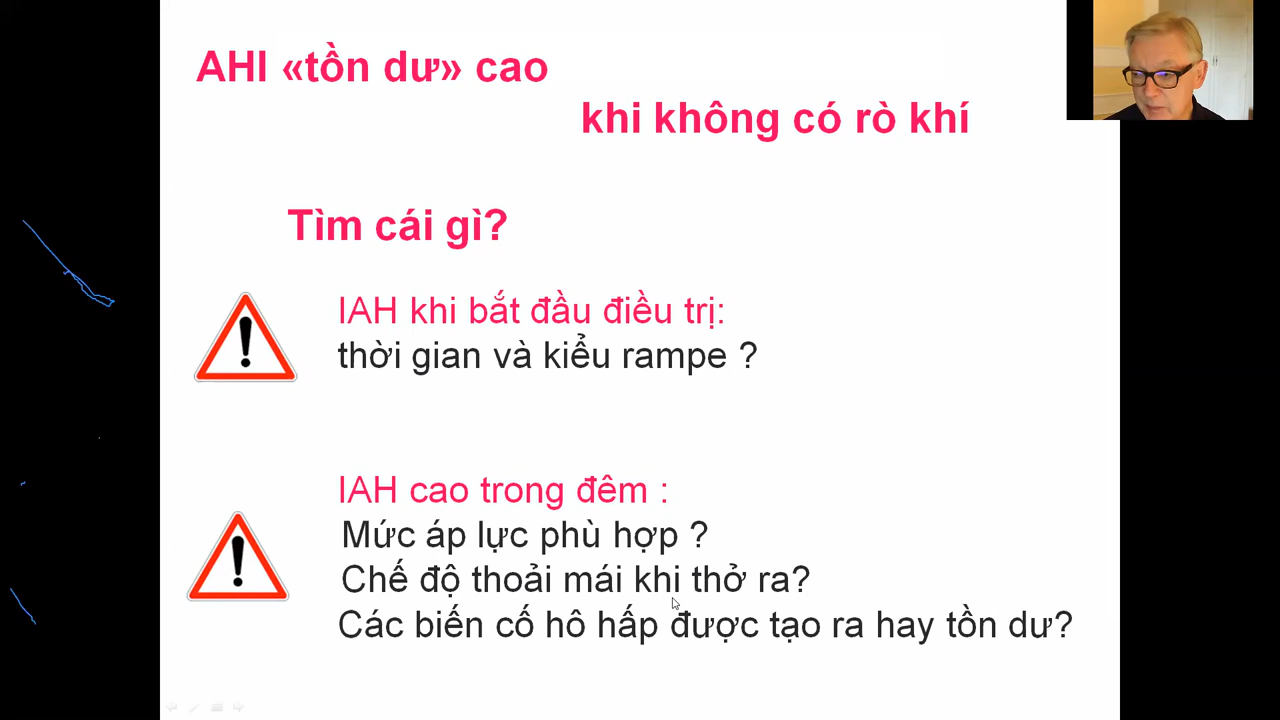 AHI «tồn dư» cao
khi không có rò khí
Tìm cái gì?
IAH khi bắt đầu điều trị:
thời gian và kiểu rampe ?
IAH cao trong đêm :
Mức áp lực phù hợp ?
Chế độ thoải mái khi thở ra?
Các biến cố hô hấp được tạo ra hay tồn dư?